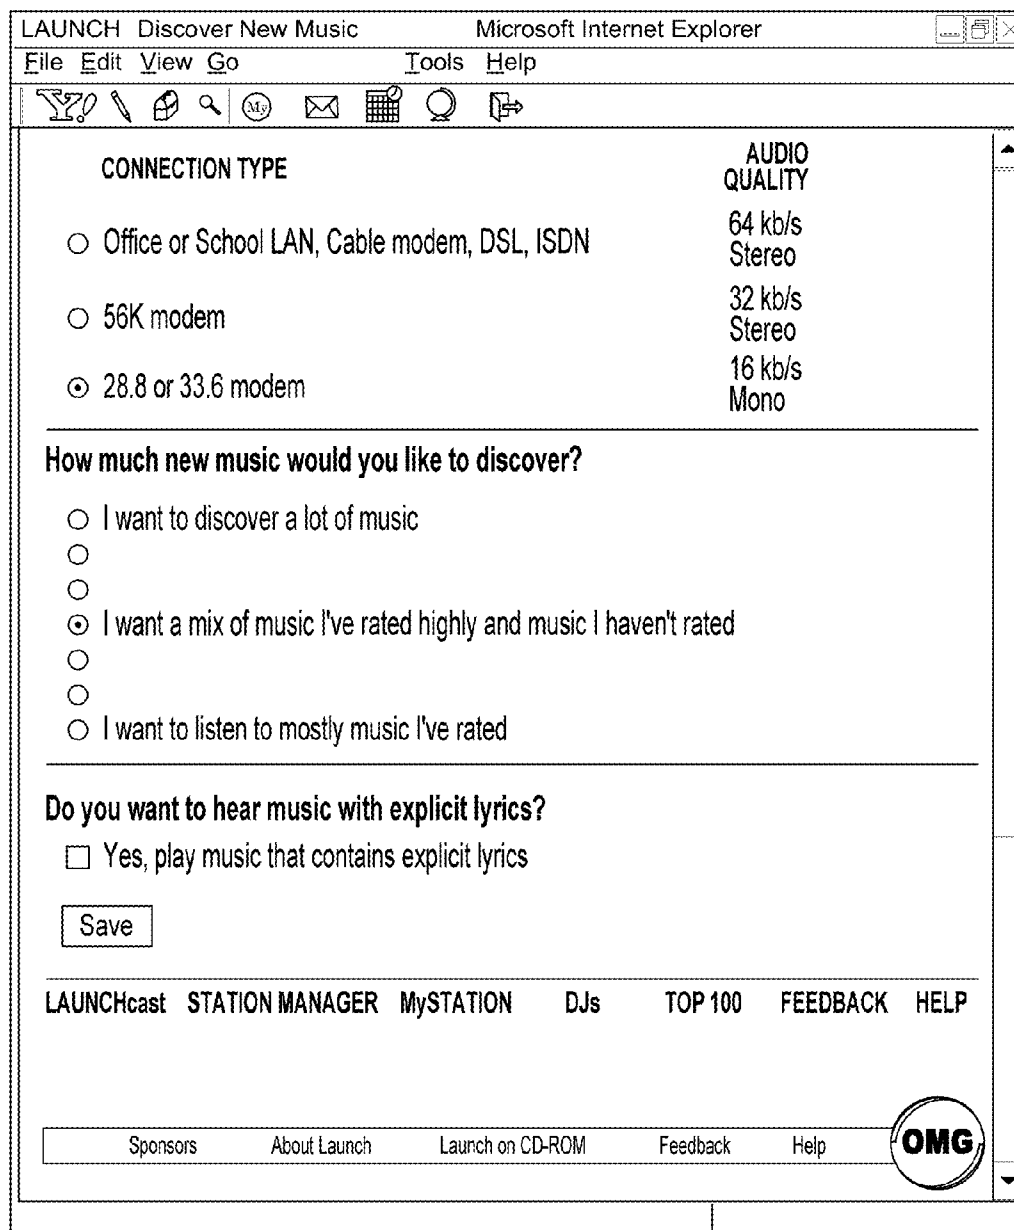 LAUNCH Discover New Music Microsoft Internet Explorer
File Edit View Go Tools Help
Y! My
CONNECTION TYPE AUDIO QUALITY
Office or School LAN, Cable modem, DSL, ISDN 64 kb/s Stereo
56K modem 32 kb/s Stereo
28.8 or 33.6 modem 16 kb/s Mono
How much new music would you like to discover?
I want to discover a lot of music
I want a mix of music I've rated highly and music I haven't rated
I want to listen to mostly music I've rated
Do you want to hear music with explicit lyrics?
Yes, play music that contains explicit lyrics
Save
LAUNCHcast STATION MANAGER MySTATION DJs TOP 100 FEEDBACK HELP
Sponsors About Launch Launch on CD-ROM Feedback Help OMG